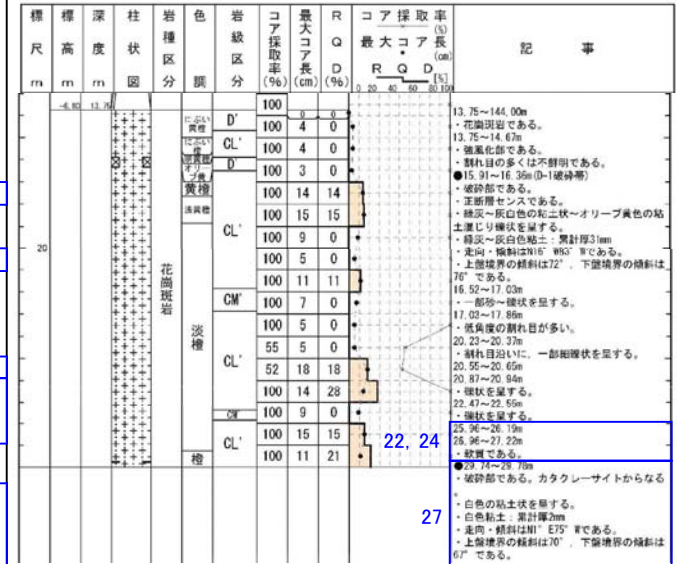 標尺 m
標高 m
深度 m
柱状図
岩種区分
色調
岩級区分
コア採取率 (%)
最大コア長 (cm)
RQD (%)
コア採取率 (%)
最大コア長 (cm)
RQD [%]
0 20 40 60 80 100
記事
-6.80 13.75
20
花崗斑岩
にぶい黄橙
にぶい橙
オリーブ黄
黄橙
浅黄橙
淡橙
橙
D'
CL'
D'
CL'
CM'
CL'
CM'
CL'
100
100 4 0
100 4 0
100 3 0
100 14 14
100 15 15
100 9 0
100 5 0
100 11 11
100 7 0
100 5 0
55 5 0
52 18 18
100 14 28
100 9 0
100 15 15
100 11 21
13.75~144.00m
・花崗斑岩である。
13.75~14.67m
・強風化部である。
・割れ目の多くは不鮮明である。
●15.91~16.36m(D-1破砕帯)
・破砕部である。
・正断層センスである。
・緑灰~灰白色の粘土状~オリーブ黄色の粘
土混じり礫状を呈する。
・緑灰~灰白色粘土:累計厚31mm
・走向・傾斜はN16°W83°Wである。
・上盤境界の傾斜は72°、下盤境界の傾斜は
76°である。
16.52~17.03m
・一部砂~礫状を呈する。
17.03~17.86m
・低角度の割れ目が多い。
20.23~20.37m
・割れ目沿いに、一部細礫状を呈する。
20.55~20.65m
20.87~20.94m
・礫状を呈する。
22.47~22.55m
・礫状を呈する。
25.96~26.19m
26.96~27.22m
・軟質である。
22, 24
●29.74~29.78m
・破砕部である。カタクレーサイトからなる
。
・白色の粘土状を呈する。
・白色粘土:累計厚2mm
・走向・傾斜はN1°E75°Wである。
・上盤境界の傾斜は70°、下盤境界の傾斜は
67°である。
27